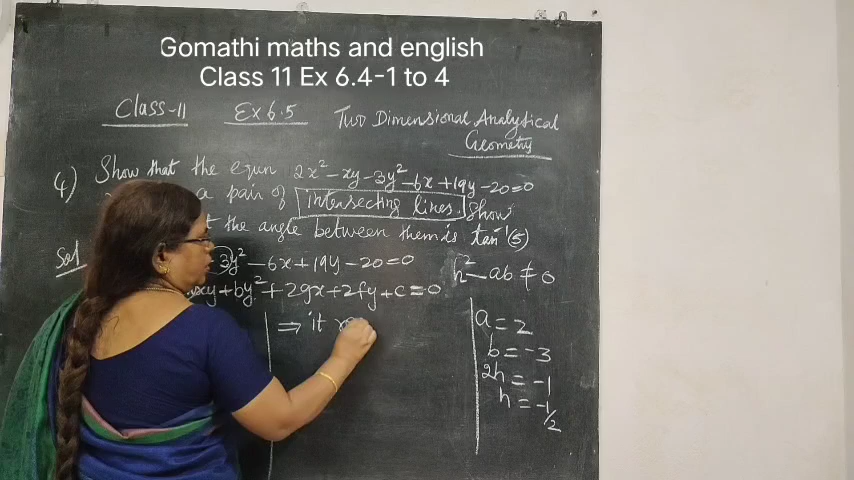 Gomathi maths and english
Class 11 Ex 6.4-1 to 4
Class-11 Ex 6.5 Two Dimensional Analytical
Geometry
4) Show that the equn 2x² - xy - 3y² - 6x + 19y - 20 = 0
a pair of intersecting lines. Show
the angle between them is tan⁻¹(5)
Sol 3y² - 6x + 19y - 20 = 0
xy + by² + 2gx + 2fy + c = 0
h² - ab ≠ 0
⇒ it
a = 2
b = -3
2h = -1
h = -1/2